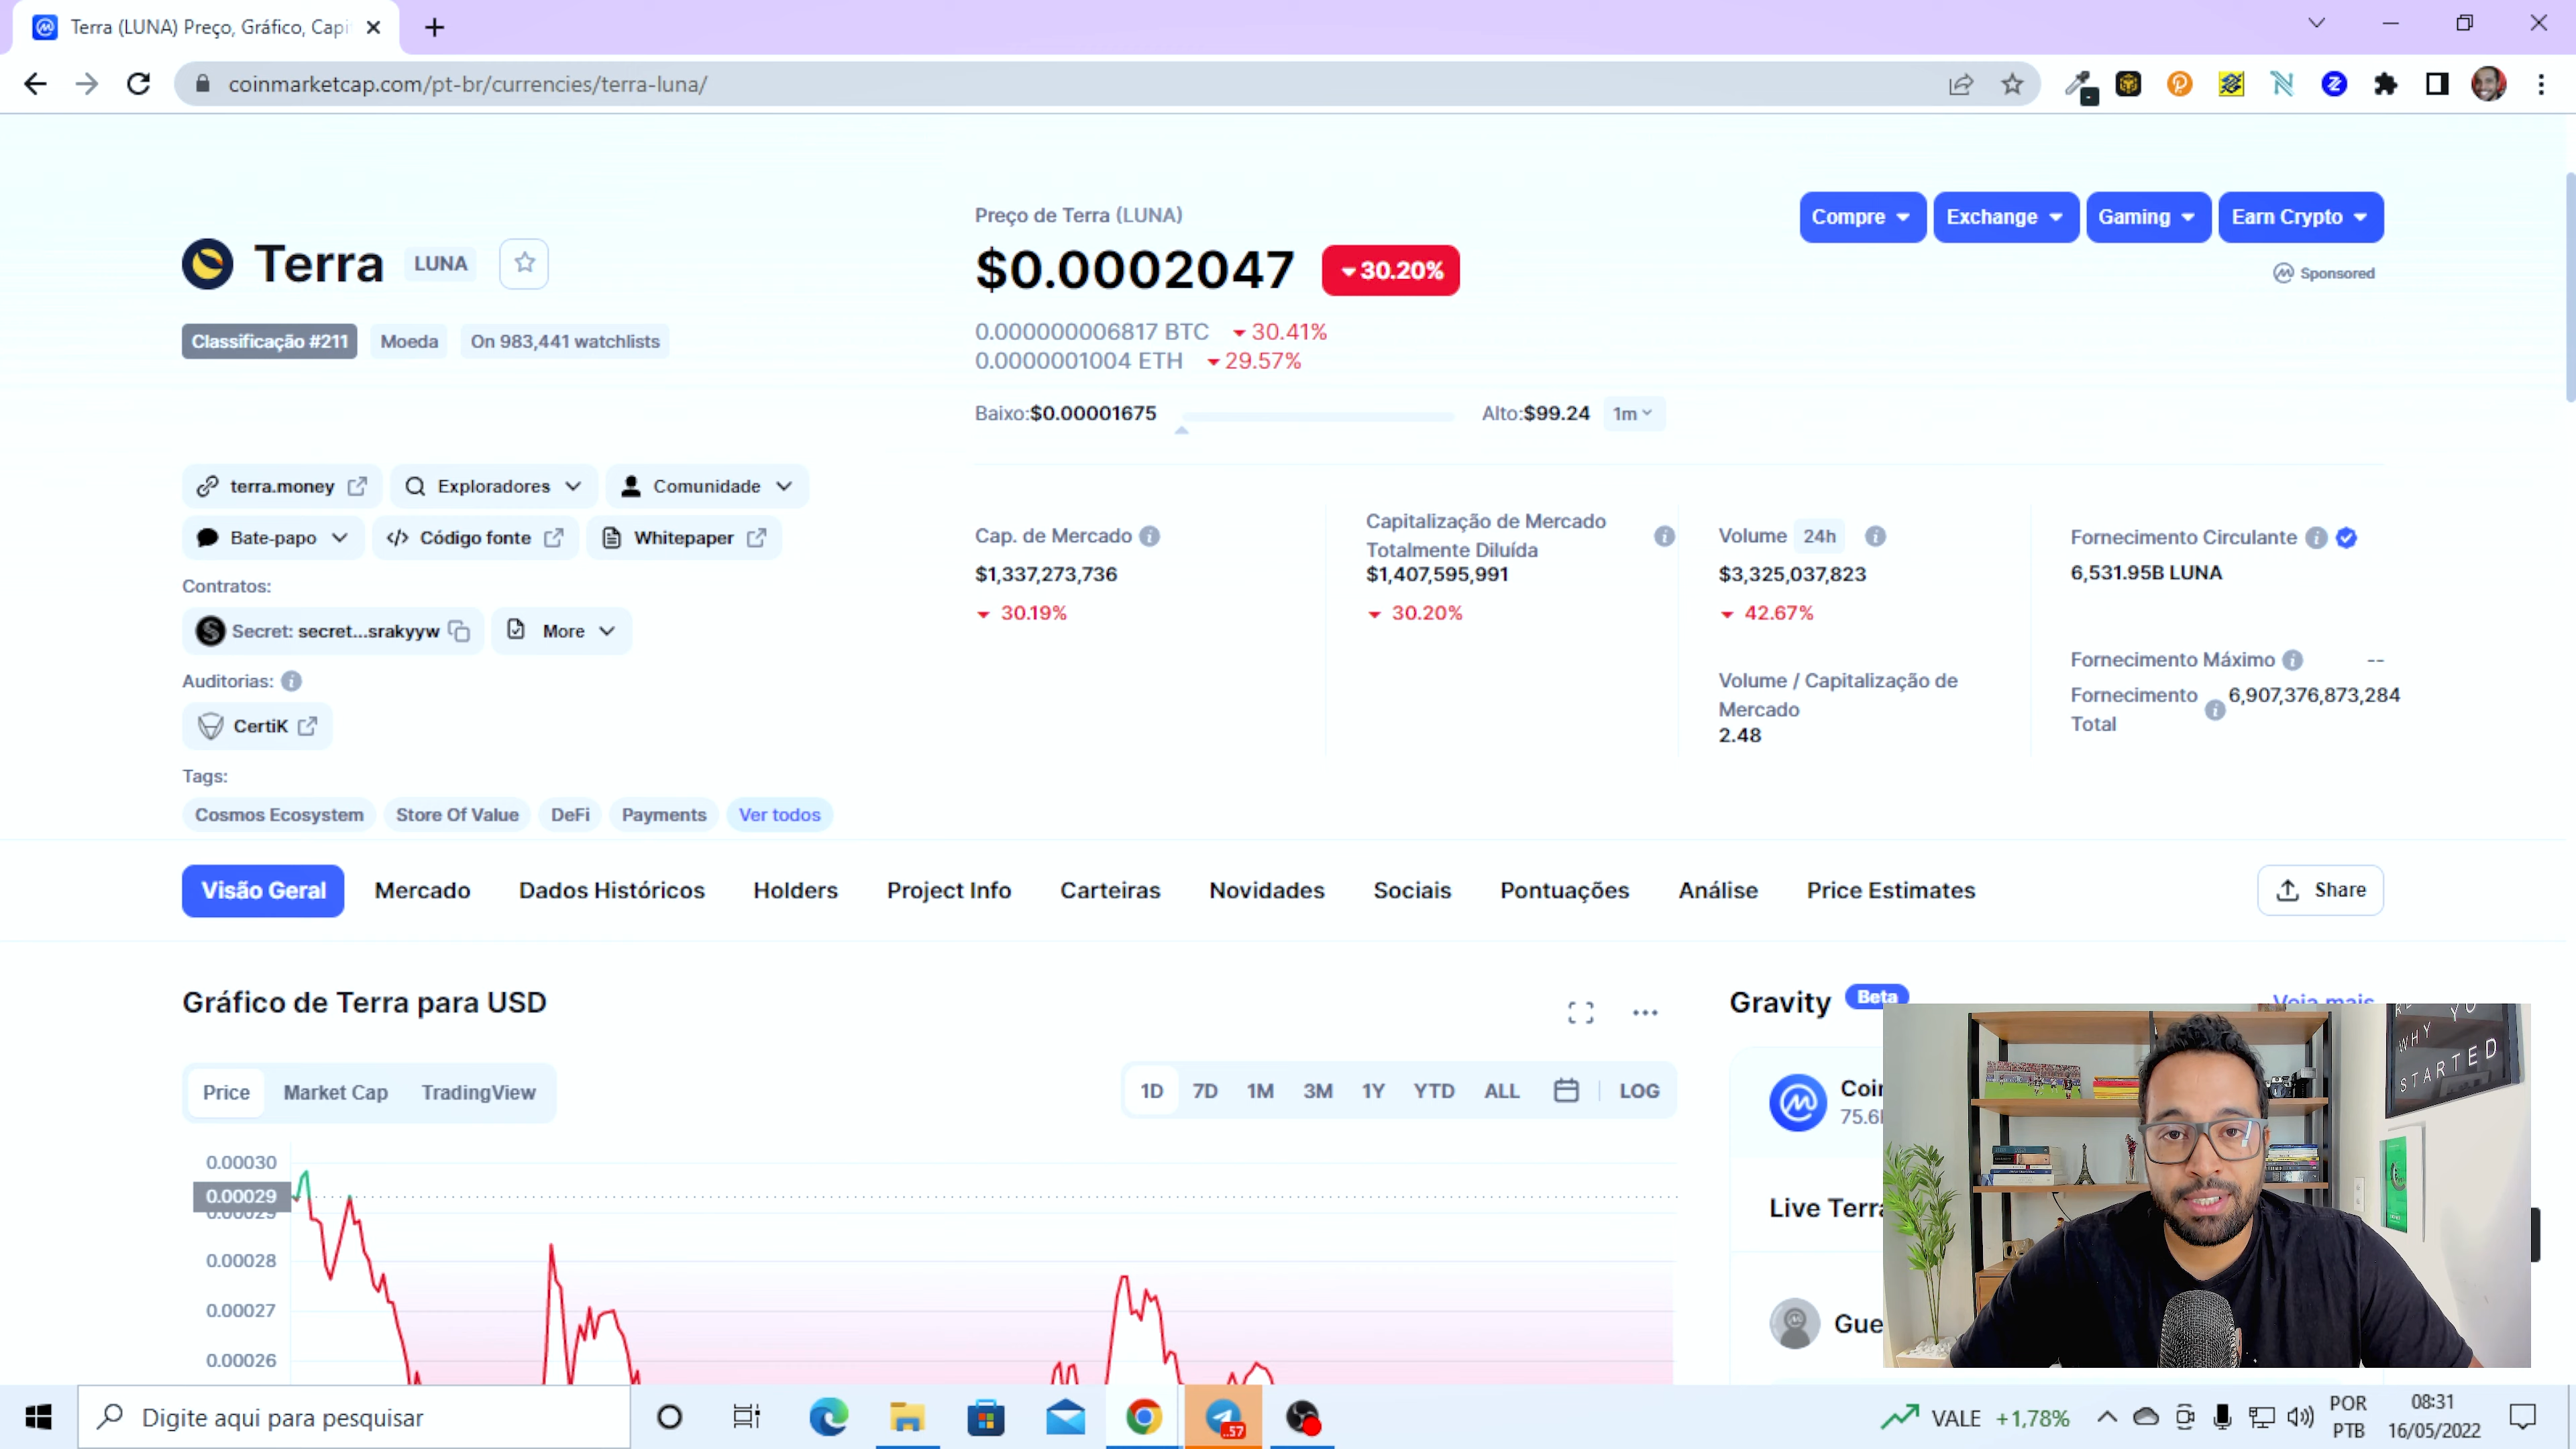 Terra (LUNA) Preço, Gráfico, Capi
coinmarketcap.com/pt-br/currencies/terra-luna/
Terra LUNA
Classificação #211 Moeda On 983,441 watchlists
Preço de Terra (LUNA)
$0.0002047 30.20%
0.000000006817 BTC 30.41%
0.0000001004 ETH 29.57%
Baixo:$0.00001675 Alto:$99.24 1m
Compre Exchange Gaming Earn Crypto
Sponsored
terra.money Exploradores Comunidade
Bate-papo Código fonte Whitepaper
Contratos:
Secret: secret...srakyyw More
Auditorias:
CertiK
Tags:
Cosmos Ecosystem Store Of Value DeFi Payments Ver todos
Cap. de Mercado
$1,337,273,736
30.19%
Capitalização de Mercado
Totalmente Diluída
$1,407,595,991
30.20%
Volume 24h
$3,325,037,823
42.67%
Volume / Capitalização de
Mercado
2.48
Fornecimento Circulante
6,531.95B LUNA
Fornecimento Máximo --
Fornecimento 6,907,376,873,284
Total
Visão Geral Mercado Dados Históricos Holders Project Info Carteiras Novidades Sociais Pontuações Análise Price Estimates Share
Gráfico de Terra para USD
Price Market Cap TradingView
1D 7D 1M 3M 1Y YTD ALL LOG
0.00030
0.00029
0.00029
0.00028
0.00027
0.00026
Gravity Beta Veja mais
Coin
75.6
Live Terra
Gue
WHY YO
STARTED
Digite aqui para pesquisar
57
VALE +1,78%
POR
PTB
08:31
16/05/2022